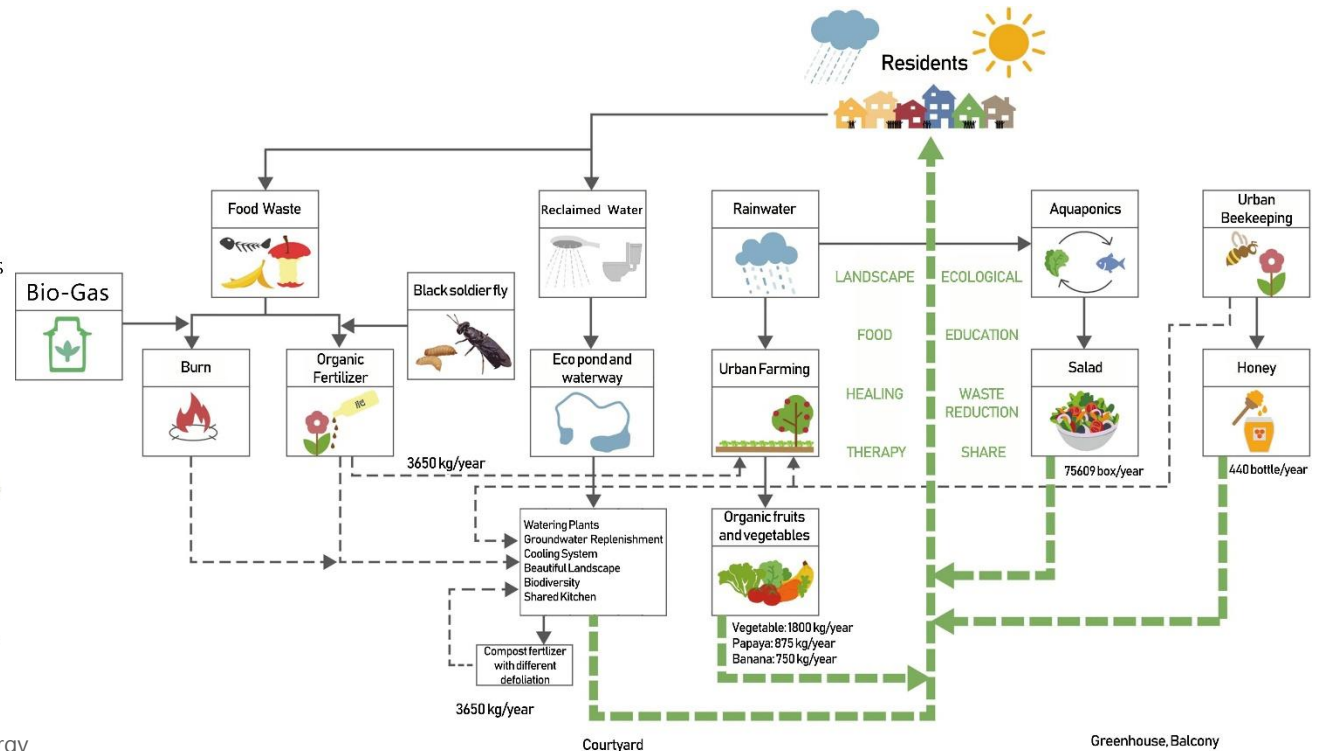 Residents
Food Waste
Reclaimed Water
Rainwater
Aquaponics
Urban
Beekeeping
s
Bio-Gas
Black soldier fly
LANDSCAPE
ECOLOGICAL
FOOD
EDUCATION
HEALING
WASTE
REDUCTION
THERAPY
SHARE
Burn
Organic
Fertilizer
Eco pond and
waterway
Urban Farming
Salad
Honey
3650 kg/year
75609 box/year
440 bottle/year
Watering Plants
Groundwater Replenishment
Cooling System
Beautiful Landscape
Biodiversity
Shared Kitchen
Organic fruits
and vegetables
Vegetable: 1800 kg/year
Papaya: 875 kg/year
Banana: 750 kg/year
Compost fertlizer
with different
defoliation
3650 kg/year
Courtyard
Greenhouse, Balcony
rgy